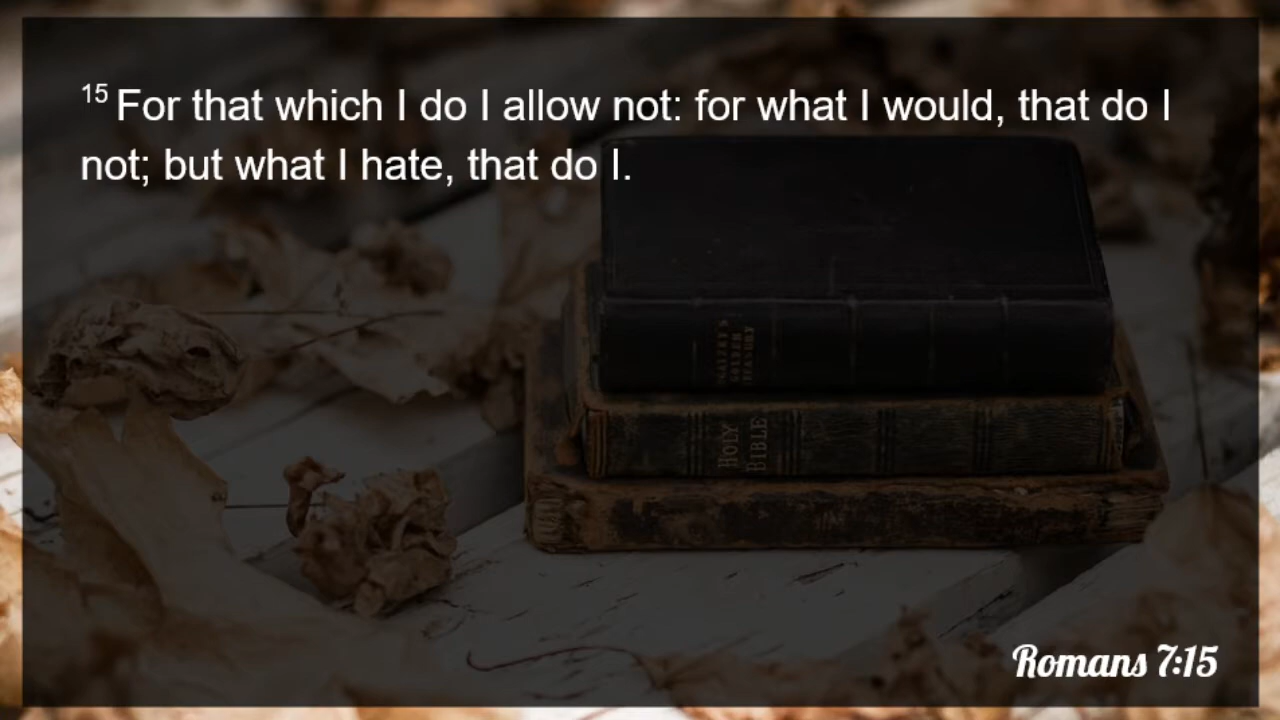 15 For that which I do I allow not: for what I would, that do I
not; but what I hate, that do I.
HOLY
BIBLE
Romans 7:15